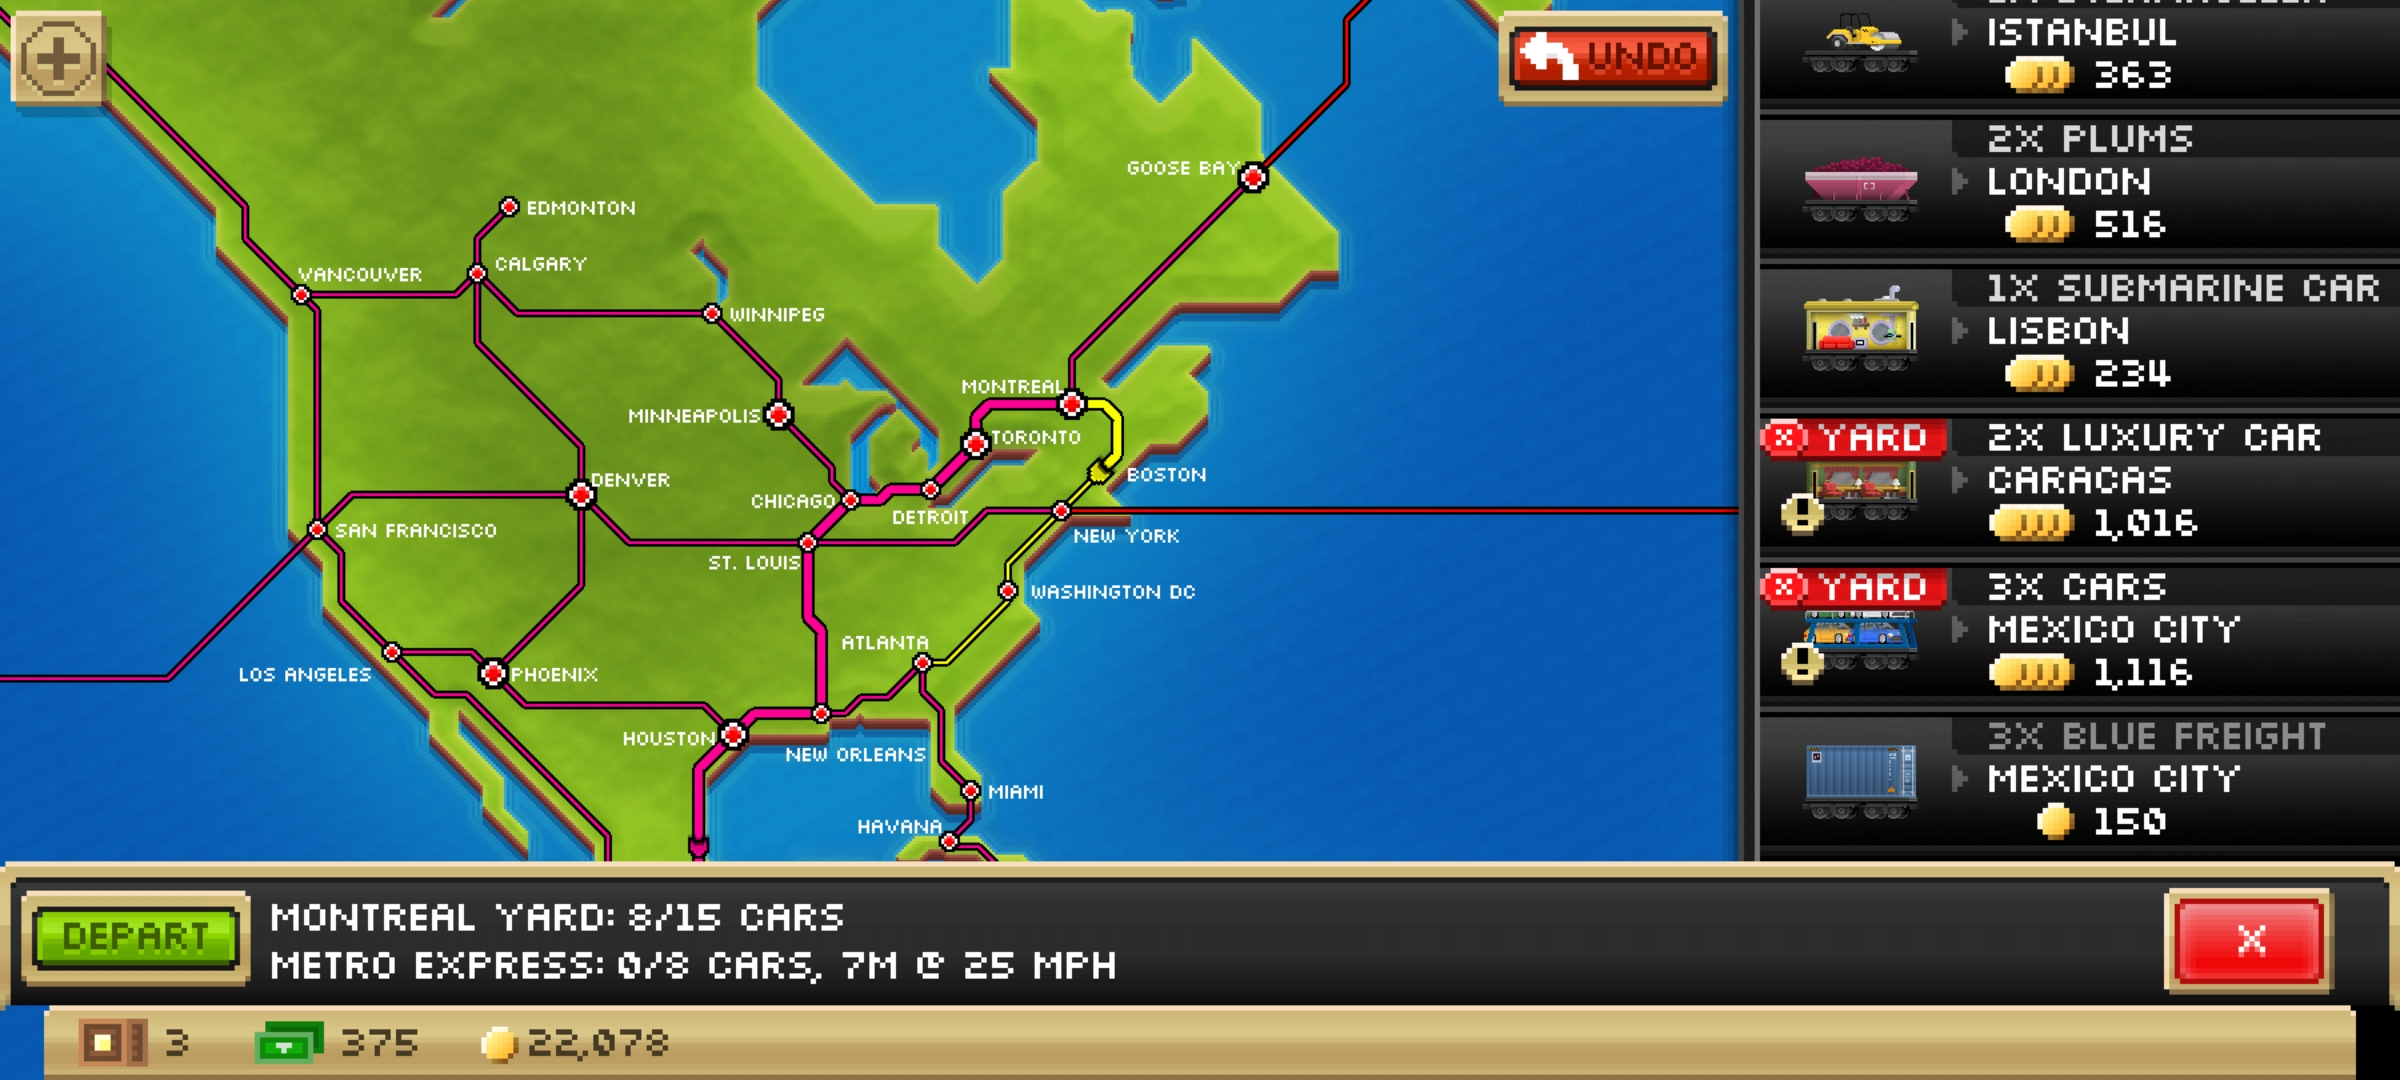 UNDO
GOOSE BAY
EDMONTON
CALGARY
VANCOUVER
WINNIPEG
MONTREAL
MINNEAPOLIS
TORONTO
DENVER
BOSTON
CHICAGO
DETROIT
SAN FRANCISCO
NEW YORK
ST. LOUIS
WASHINGTON DC
ATLANTA
LOS ANGELES
PHOENIX
HOUSTON
NEW ORLEANS
MIAMI
HAVANA
ISTANBUL
363
2X PLUMS
LONDON
516
1X SUBMARINE CAR
LISBON
234
X YARD
2X LUXURY CAR
CARACAS
1,016
X YARD
3X CARS
MEXICO CITY
1,116
3X BLUE FREIGHT
MEXICO CITY
150
DEPART
MONTREAL YARD: 8/15 CARS
METRO EXPRESS: 0/8 CARS, 7M @ 25 MPH
X
3
375
22,078